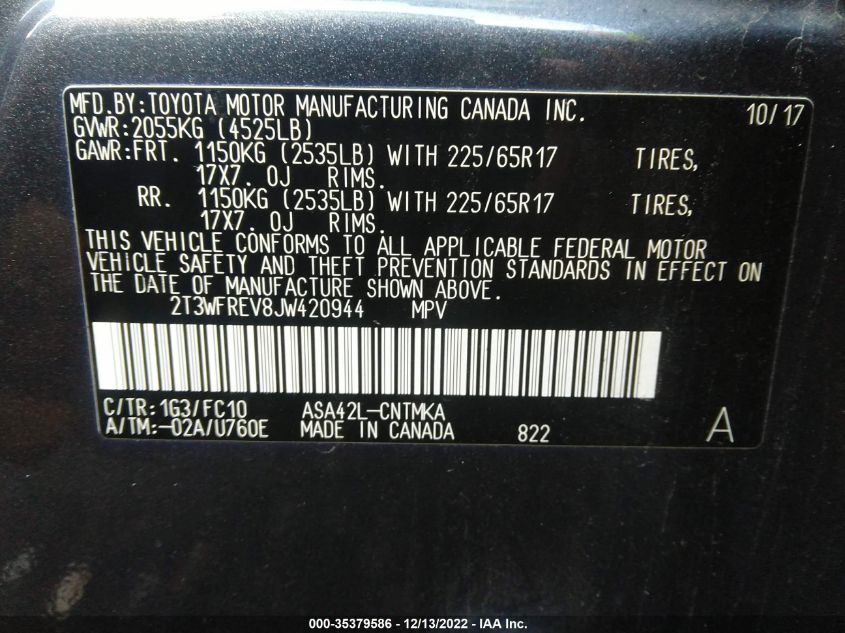 MFD.BY:TOYOTA MOTOR MANUFACTURING CANADA INC. 10/17
GVWR:2055KG (4525LB)
GAWR:FRT. 1150KG (2535LB) WITH 225/65R17 TIRES,
17X7. 0J RIMS.
RR. 1150KG (2535LB) WITH 225/65R17 TIRES,
17X7. 0J RIMS.
THIS VEHICLE CONFORMS TO ALL APPLICABLE FEDERAL MOTOR
VEHICLE SAFETY AND THEFT PREVENTION STANDARDS IN EFFECT ON
THE DATE OF MANUFACTURE SHOWN ABOVE.
2T3WFREV8JW420944 MPV
C/TR:1G3/FC10 ASA42L-CNTMKA
A/TM:-02A/U760E MADE IN CANADA 822 A
000-35379586 - 12/13/2022 - IAA Inc.